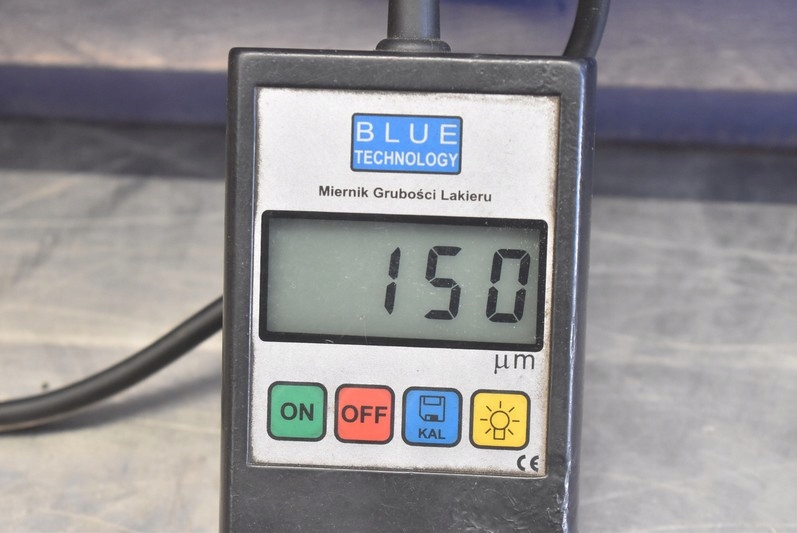 BLUE
TECHNOLOGY
Miernik Grubości Lakieru
150
µm
ON
OFF
KAL
CE